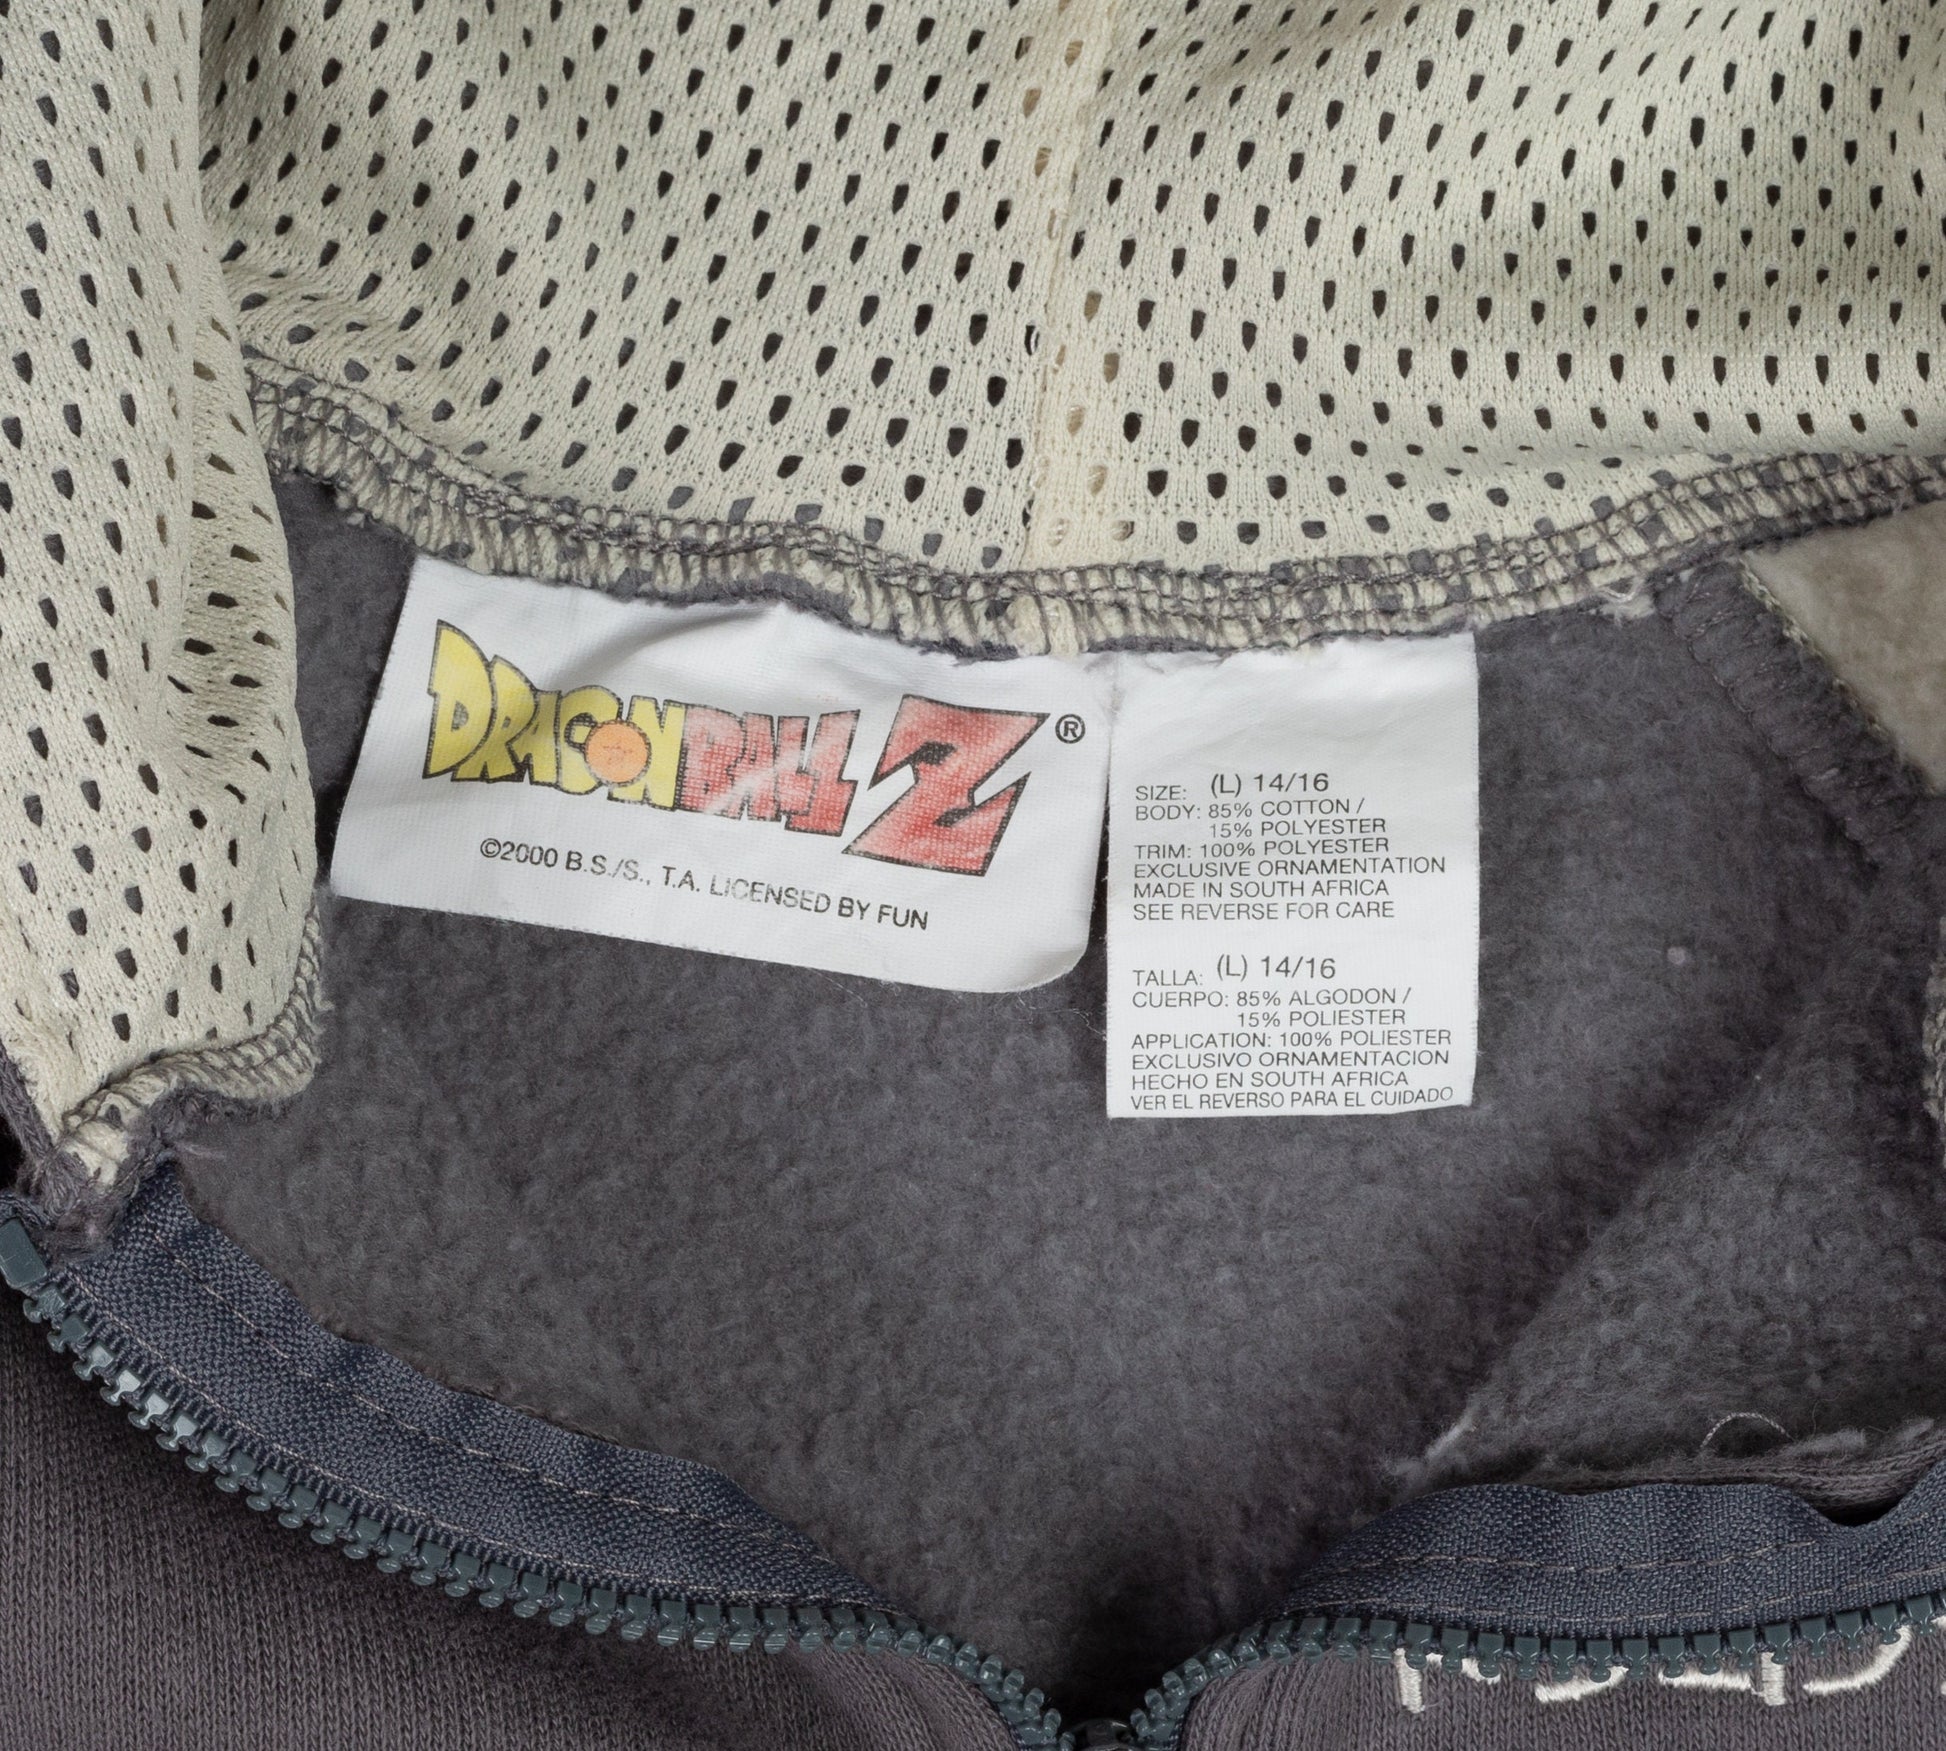 DRAGON BALL Z ®
©2000 B.S./S., T.A. LICENSED BY FUN
SIZE: (L) 14/16
BODY: 85% COTTON /
15% POLYESTER
TRIM: 100% POLYESTER
EXCLUSIVE ORNAMENTATION
MADE IN SOUTH AFRICA
SEE REVERSE FOR CARE
TALLA: (L) 14/16
CUERPO: 85% ALGODON /
15% POLIESTER
APPLICATION: 100% POLIESTER
EXCLUSIVO ORNAMENTACION
HECHO EN SOUTH AFRICA
VER EL REVERSO PARA EL CUIDADO